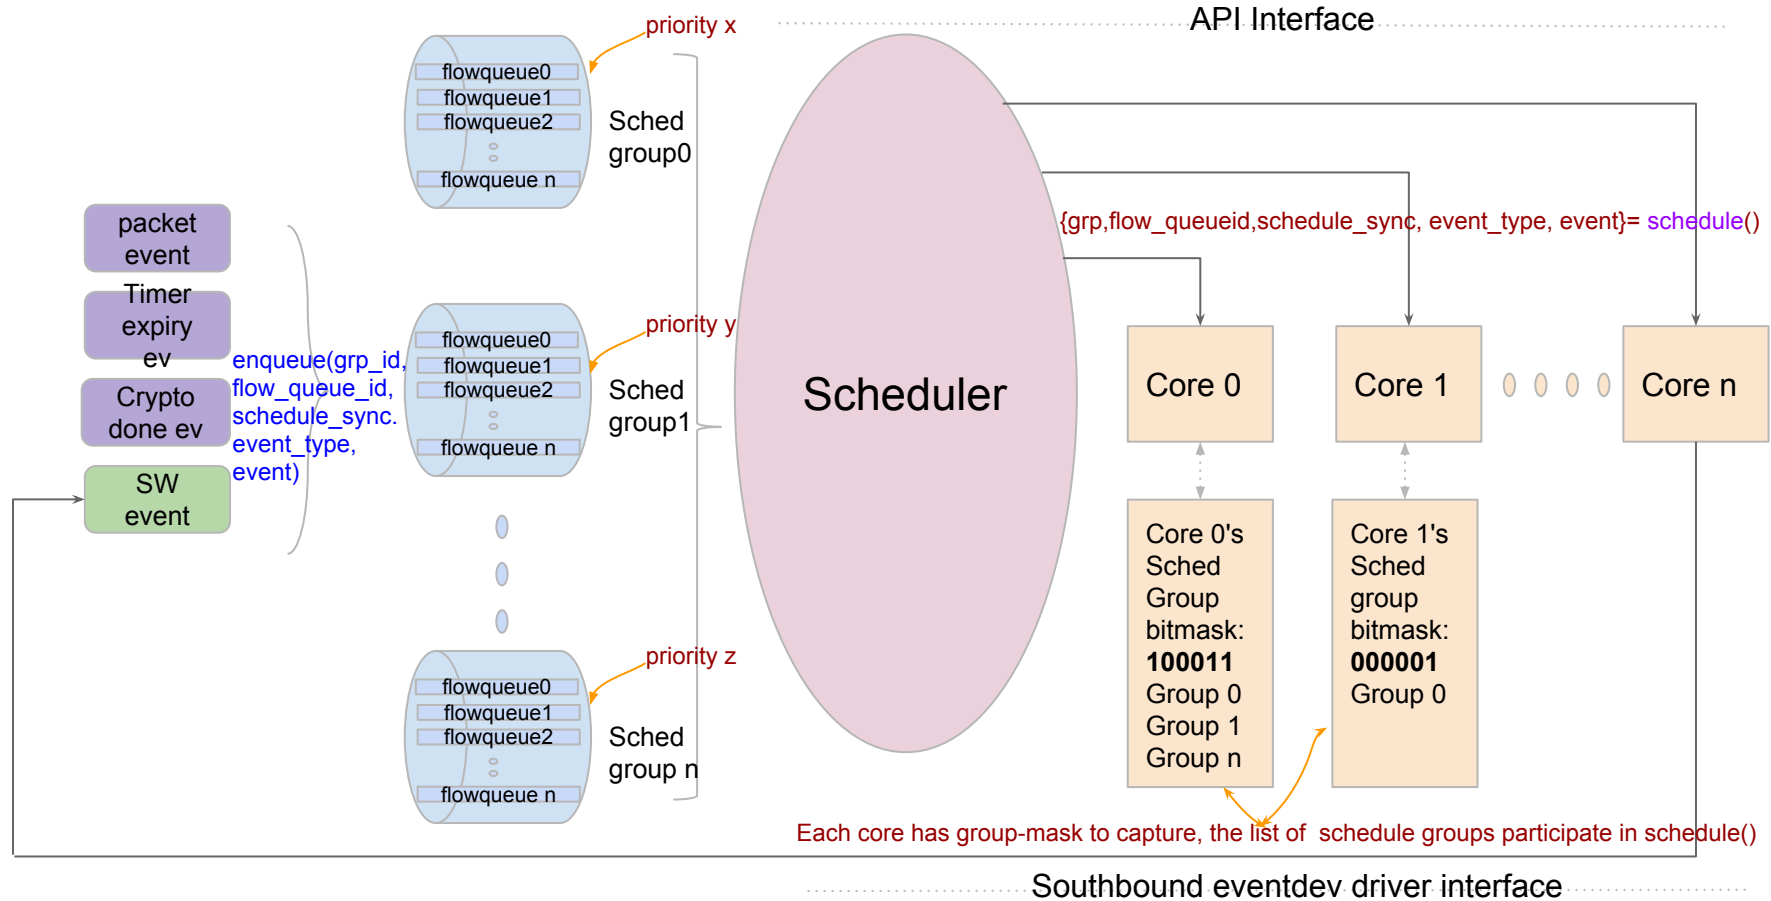 API Interface
priority x
flowqueue0
flowqueue1
flowqueue2
flowqueue n
Sched
group0
packet
event
Timer
expiry
ev
Crypto
done ev
SW
event
enqueue(grp_id,
flow_queue_id,
schedule_sync.
event_type,
event)
priority y
flowqueue0
flowqueue1
flowqueue2
flowqueue n
Sched
group1
priority z
flowqueue0
flowqueue1
flowqueue2
flowqueue n
Sched
group n
Scheduler
{grp,flow_queueid,schedule_sync, event_type, event}= schedule()
Core 0
Core 1
Core n
Core 0's
Sched
Group
bitmask:
100011
Group 0
Group 1
Group n
Core 1's
Sched
group
bitmask:
000001
Group 0
Each core has group-mask to capture, the list of  schedule groups participate in schedule()
Southbound eventdev driver interface